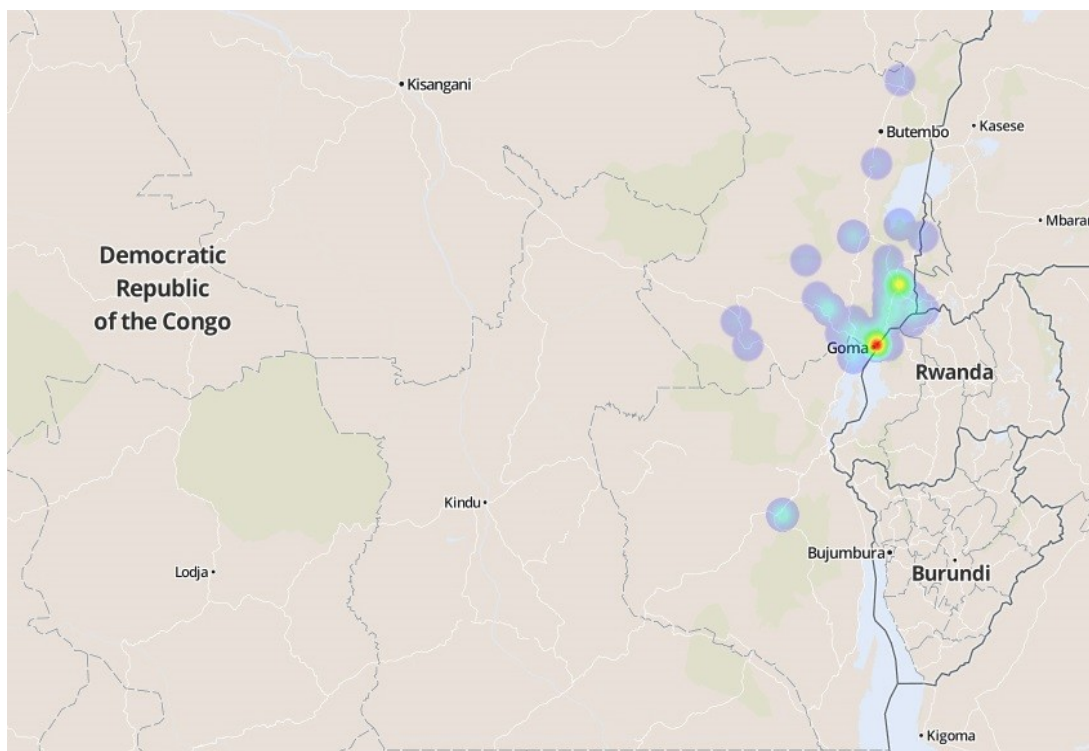 Kisangani
Butembo
Kasese
Mbarar
Democratic
Republic
of the Congo
Goma
Rwanda
Kindu
Bujumbura
Lodja
Burundi
Kigoma